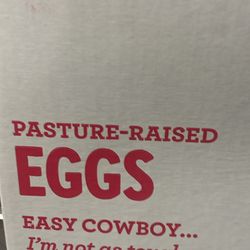 PASTURE-RAISED
EGGS
EASY COWBOY...
I'm not as